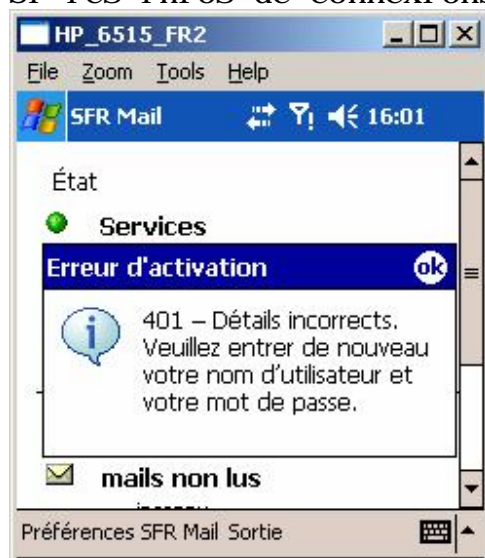 HP_6515_FR2
File Zoom Tools Help
SFR Mail 16:01
État
Services
Erreur d'activation ok
401 – Détails incorrects.
Veuillez entrer de nouveau
votre nom d'utilisateur et
votre mot de passe.
mails non lus
Préférences SFR Mail Sortie